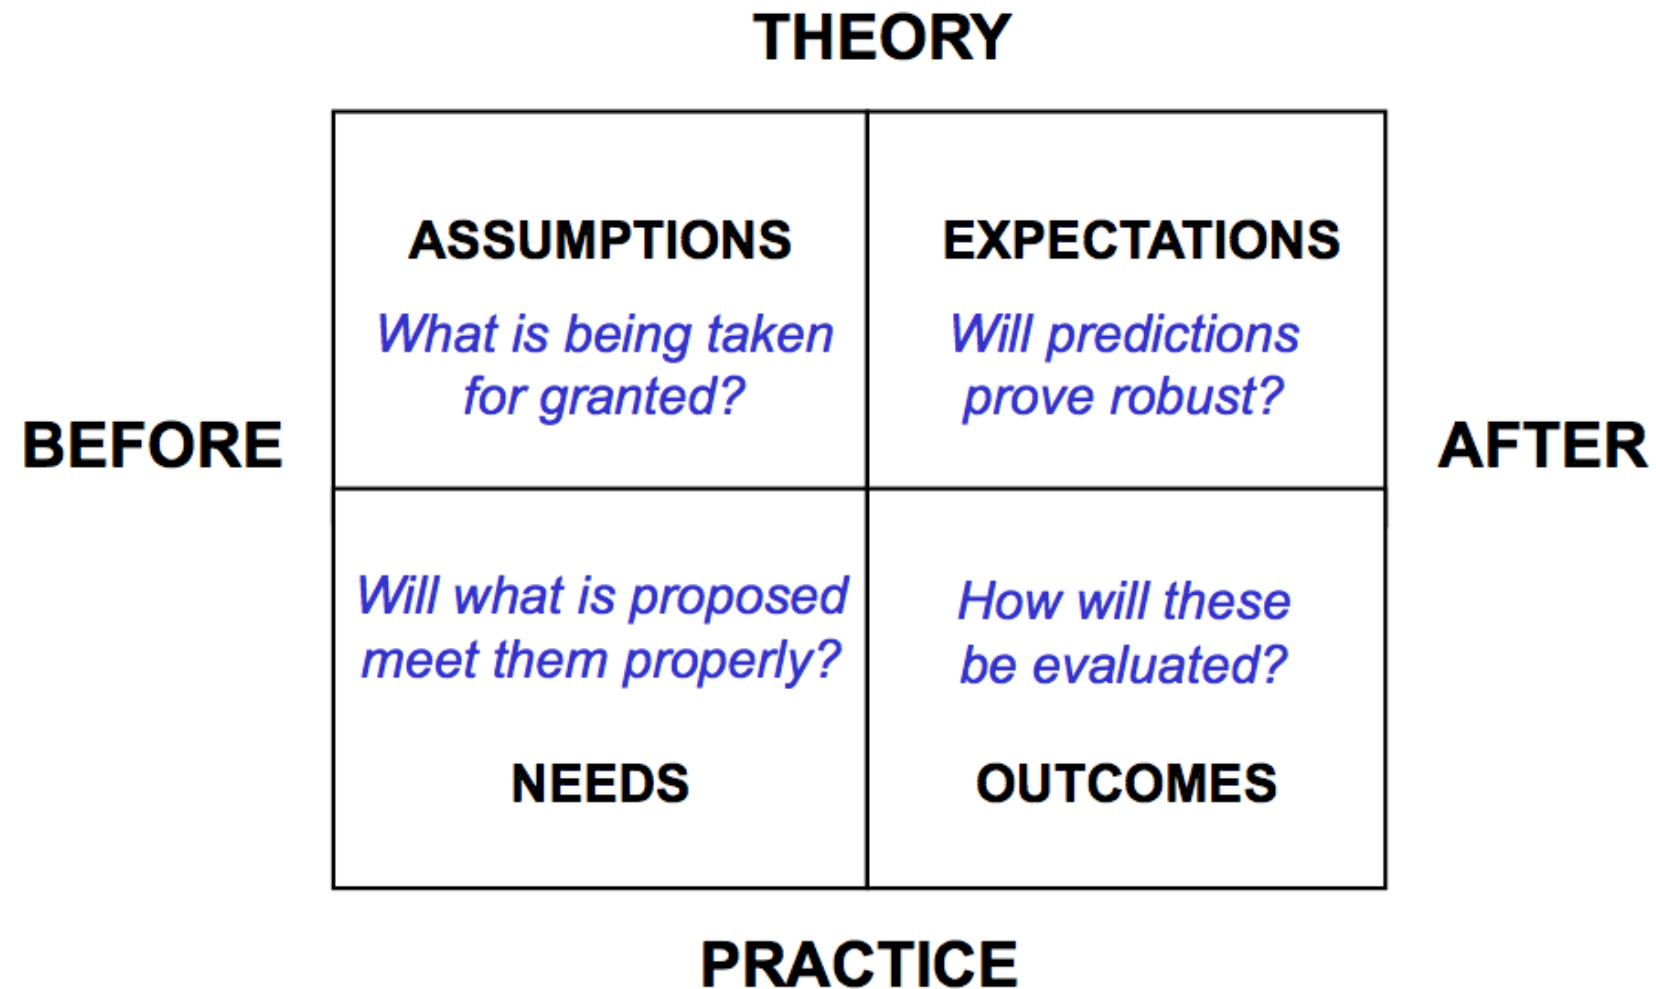 THEORY
ASSUMPTIONS
What is being taken
for granted?
EXPECTATIONS
Will predictions
prove robust?
BEFORE
AFTER
Will what is proposed
meet them properly?
NEEDS
How will these
be evaluated?
OUTCOMES
PRACTICE